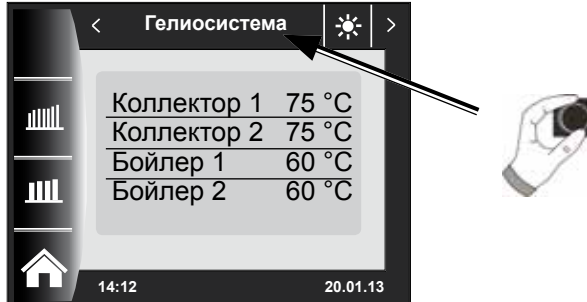 < Гелиосистема >
Коллектор 1 75 °C
Коллектор 2 75 °C
Бойлер 1 60 °C
Бойлер 2 60 °C
14:12 20.01.13